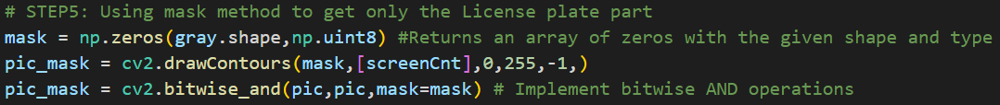 # STEP5: Using mask method to get only the License plate part
mask = np.zeros(gray.shape,np.uint8) #Returns an array of zeros with the given shape and type
pic_mask = cv2.drawContours(mask,[screenCnt],0,255,-1,)
pic_mask = cv2.bitwise_and(pic,pic,mask=mask) # Implement bitwise AND operations